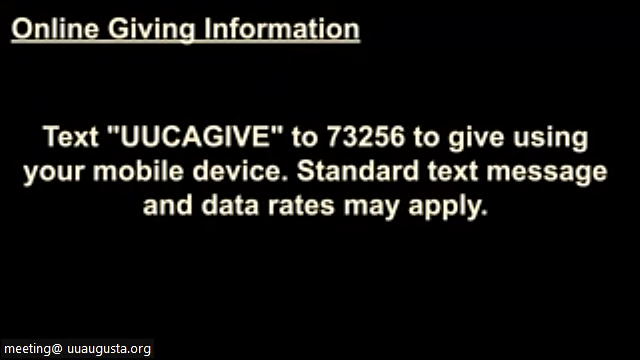 Online Giving Information
Text "UUCAGIVE" to 73256 to give using
your mobile device. Standard text message
and data rates may apply.
meeting@ uuaugusta.org